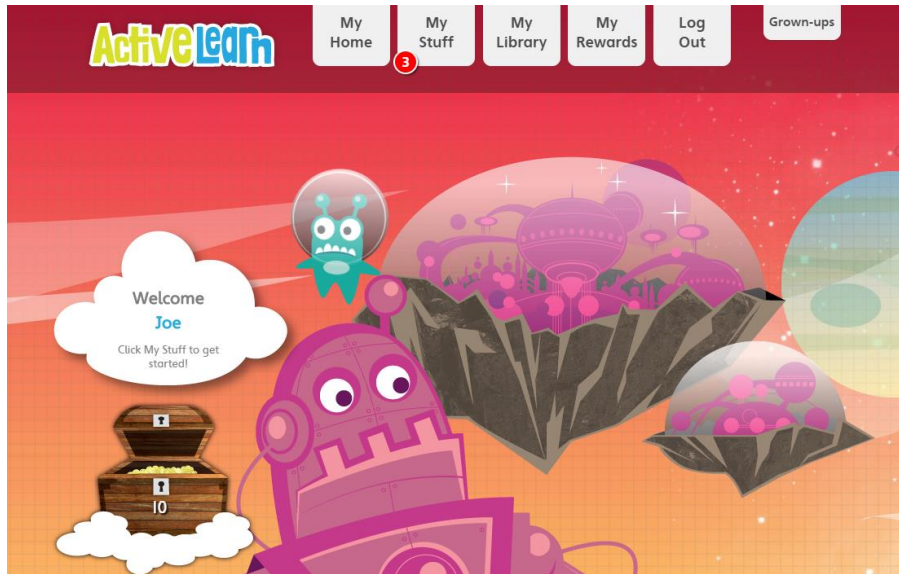 ActiveLearn
My
Home
My
Stuff
3
My
Library
My
Rewards
Log
Out
Grown-ups
Welcome
Joe
Click My Stuff to get
started!
10